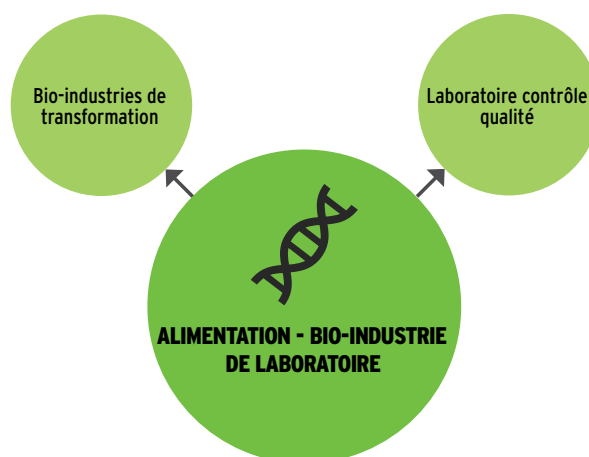 Bio-industries de
transformation
Laboratoire contrôle
qualité
ALIMENTATION - BIO-INDUSTRIE
DE LABORATOIRE